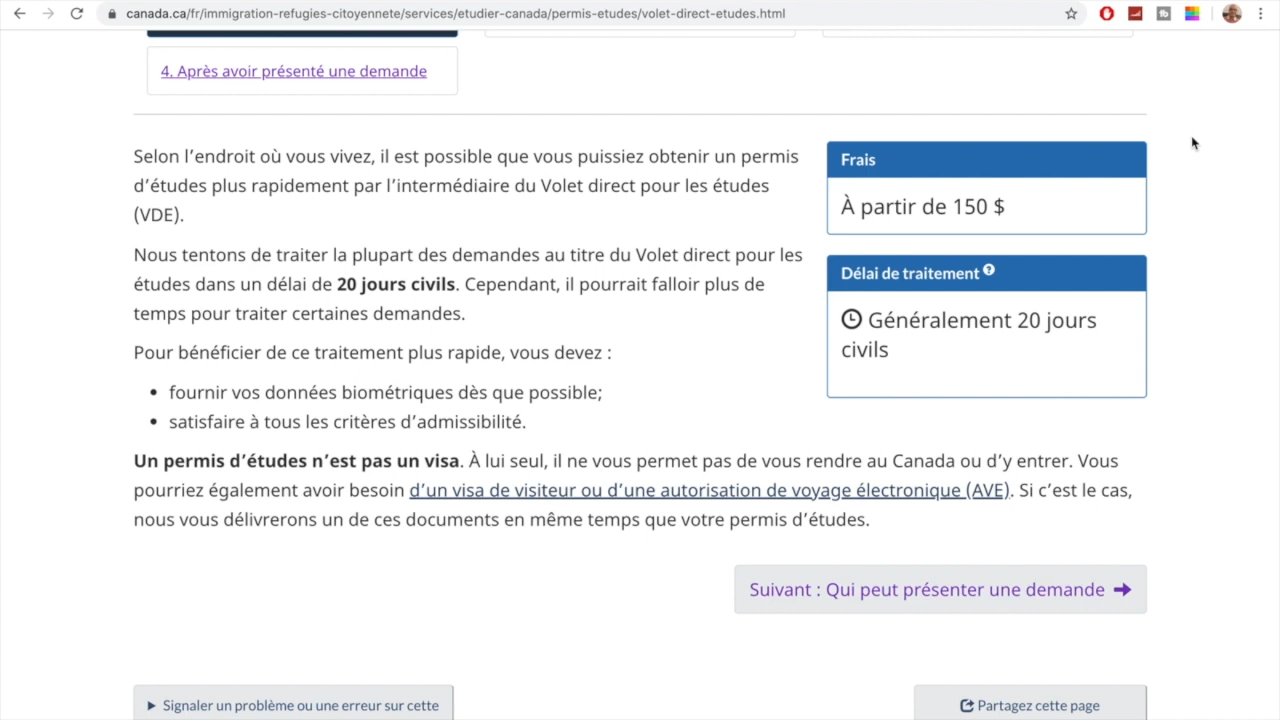 canada.ca/fr/immigration-refugies-citoyennete/services/etudier-canada/permis-etudes/volet-direct-etudes.html
4. Après avoir présenté une demande
Selon l’endroit où vous vivez, il est possible que vous puissiez obtenir un permis
d’études plus rapidement par l’intermédiaire du Volet direct pour les études
(VDE).
Nous tentons de traiter la plupart des demandes au titre du Volet direct pour les
études dans un délai de 20 jours civils. Cependant, il pourrait falloir plus de
temps pour traiter certaines demandes.
Pour bénéficier de ce traitement plus rapide, vous devez :
• fournir vos données biométriques dès que possible;
• satisfaire à tous les critères d’admissibilité.
Frais
À partir de 150 $
Délai de traitement ?
Généralement 20 jours
civils
Un permis d’études n’est pas un visa. À lui seul, il ne vous permet pas de vous rendre au Canada ou d’y entrer. Vous
pourriez également avoir besoin d’un visa de visiteur ou d’une autorisation de voyage électronique (AVE). Si c’est le cas,
nous vous délivrerons un de ces documents en même temps que votre permis d’études.
Suivant : Qui peut présenter une demande
Signaler un problème ou une erreur sur cette
Partagez cette page